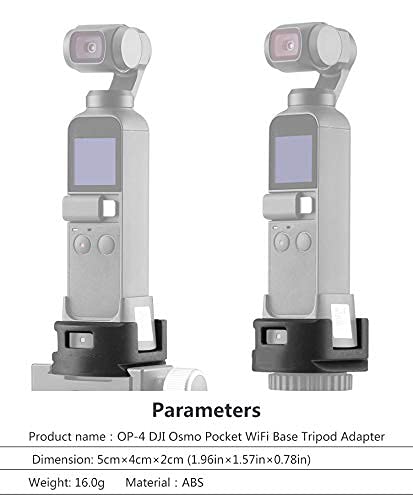 Parameters
Product name：OP-4 DJI Osmo Pocket WiFi Base Tripod Adapter
Dimension: 5cm×4cm×2cm (1.96in×1.57in×0.78in)
Weight: 16.0g
Material：ABS